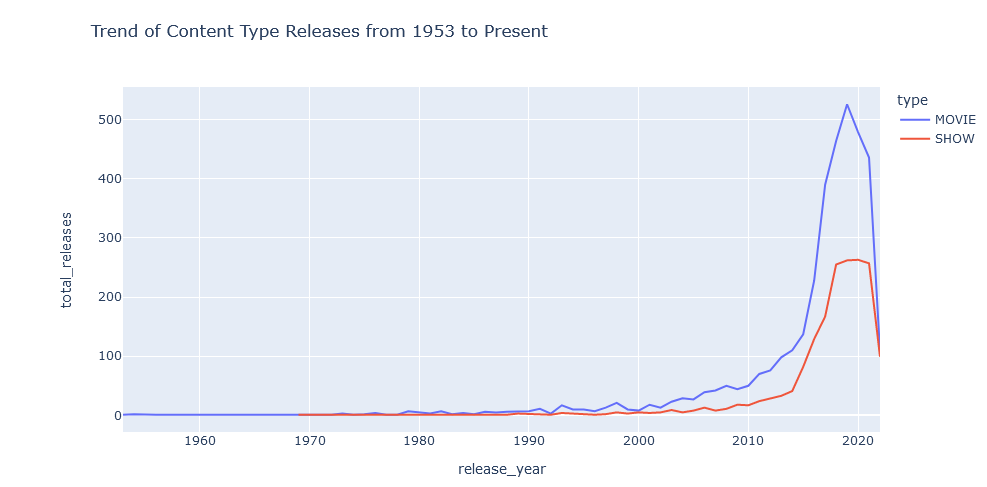 Trend of Content Type Releases from 1953 to Present
type
MOVIE
SHOW
total_releases
500
400
300
200
100
0
1960 1970 1980 1990 2000 2010 2020
release_year